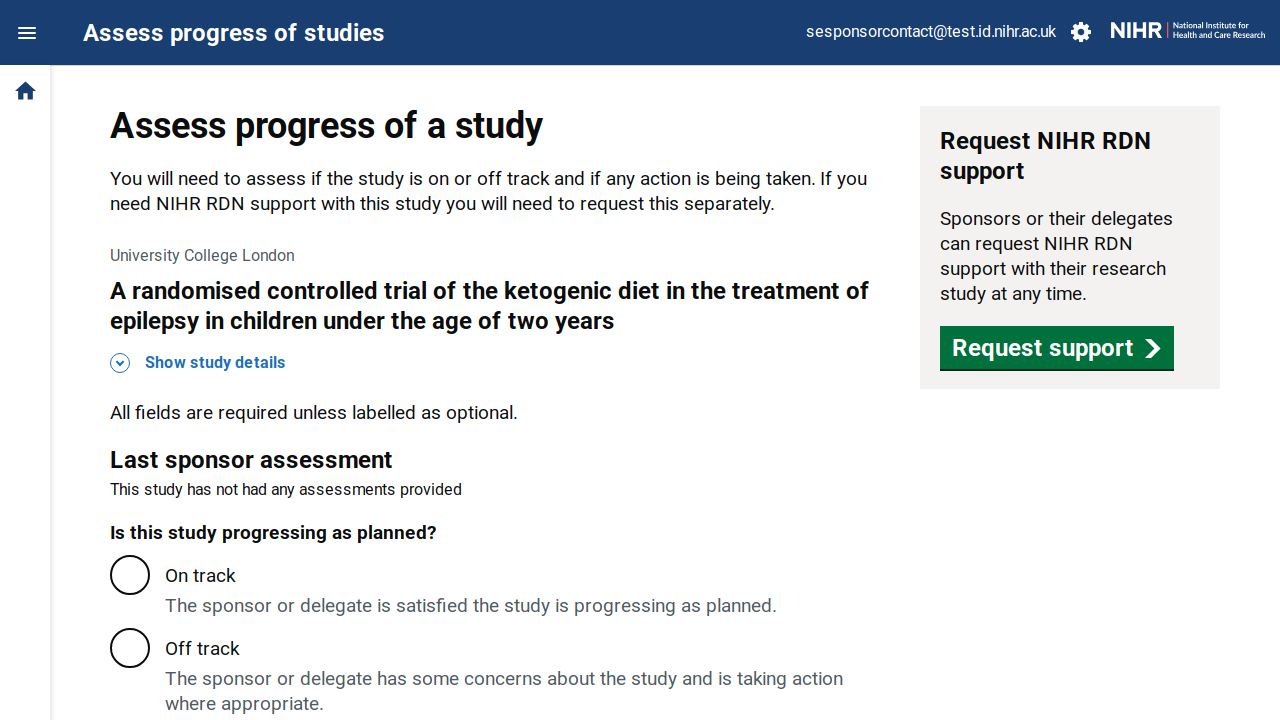 Assess progress of studies
sesponsorcontact@test.id.nihr.ac.uk
NIHR
National Institute for
Health and Care Research
Assess progress of a study
You will need to assess if the study is on or off track and if any action is being taken. If you
need NIHR RDN support with this study you will need to request this separately.
University College London
A randomised controlled trial of the ketogenic diet in the treatment of
epilepsy in children under the age of two years
Show study details
All fields are required unless labelled as optional.
Last sponsor assessment
This study has not had any assessments provided
Is this study progressing as planned?
On track
The sponsor or delegate is satisfied the study is progressing as planned.
Off track
The sponsor or delegate has some concerns about the study and is taking action
where appropriate.
Request NIHR RDN
support
Sponsors or their delegates
can request NIHR RDN
support with their research
study at any time.
Request support